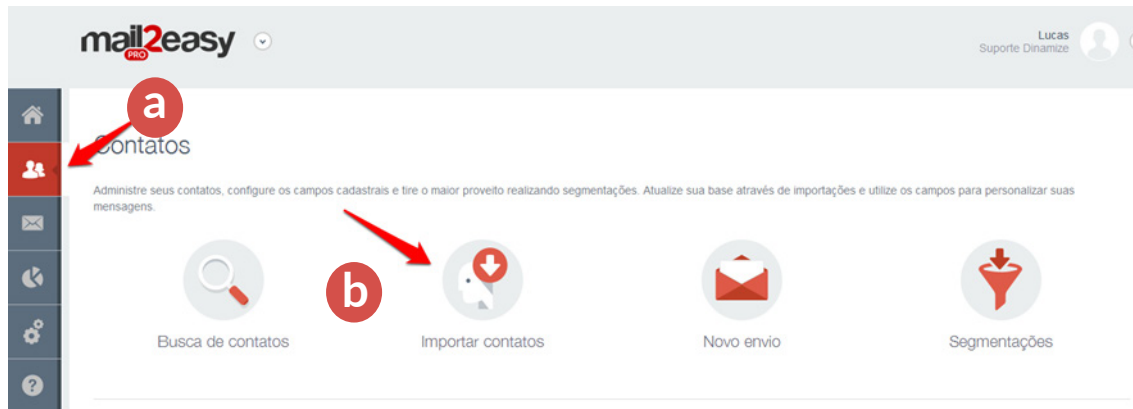 mail2easy
PRO
Lucas
Suporte Dinamize
a
Contatos
Administre seus contatos, configure os campos cadastrais e tire o maior proveito realizando segmentações. Atualize sua base através de importações e utilize os campos para personalizar suas
mensagens.
b
Busca de contatos
Importar contatos
Novo envio
Segmentações
?